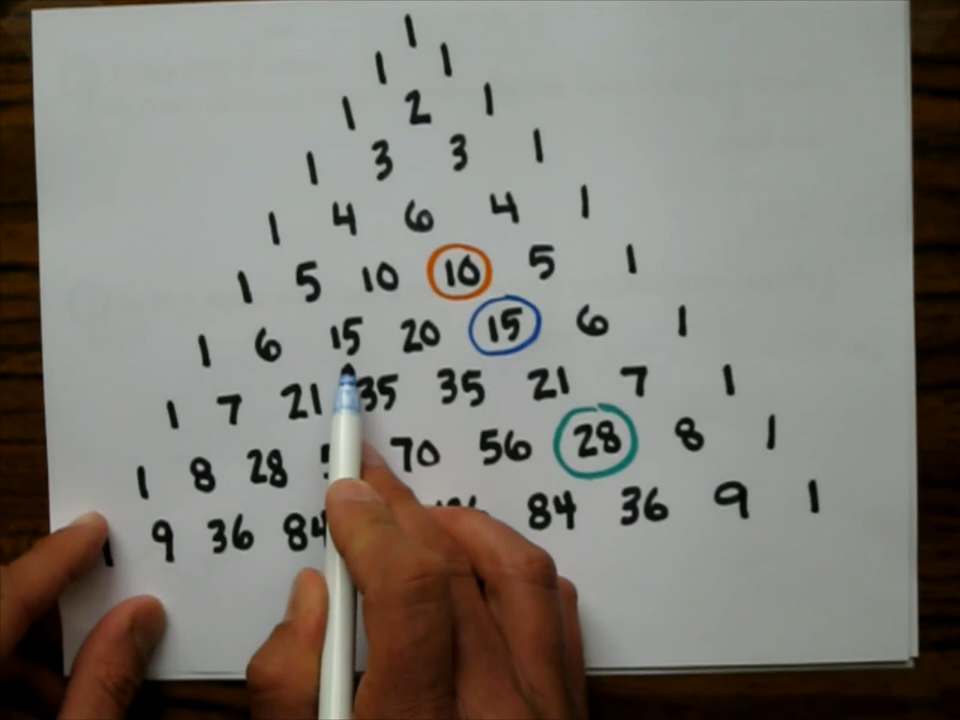 1
1 1
1 2 1
1 3 3 1
1 4 6 4 1
1 5 10 10 5 1
1 6 15 20 15 6 1
1 7 21 35 35 21 7 1
1 8 28 70 56 28 8 1
1 9 36 84 84 36 9 1